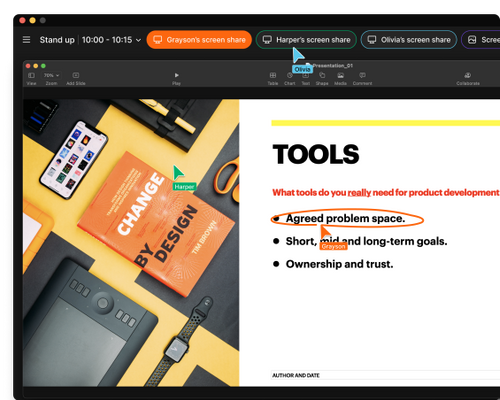 Stand up | 10:00 - 10:15
Grayson's screen share
Harper's screen share
Olivia's screen share
Scree
Olivia
Presentation_01
70%
View
Zoom
Add Slide
Play
Table
Chart
Text
Shape
Media
Comment
Collaborate
CHANGE
BY
DESIGN
TIM BROWN
Harper
TOOLS
What tools do you really need for product development
Agreed problem space.
Short, mid and long-term goals.
Grayson
Ownership and trust.
AUTHOR AND DATE